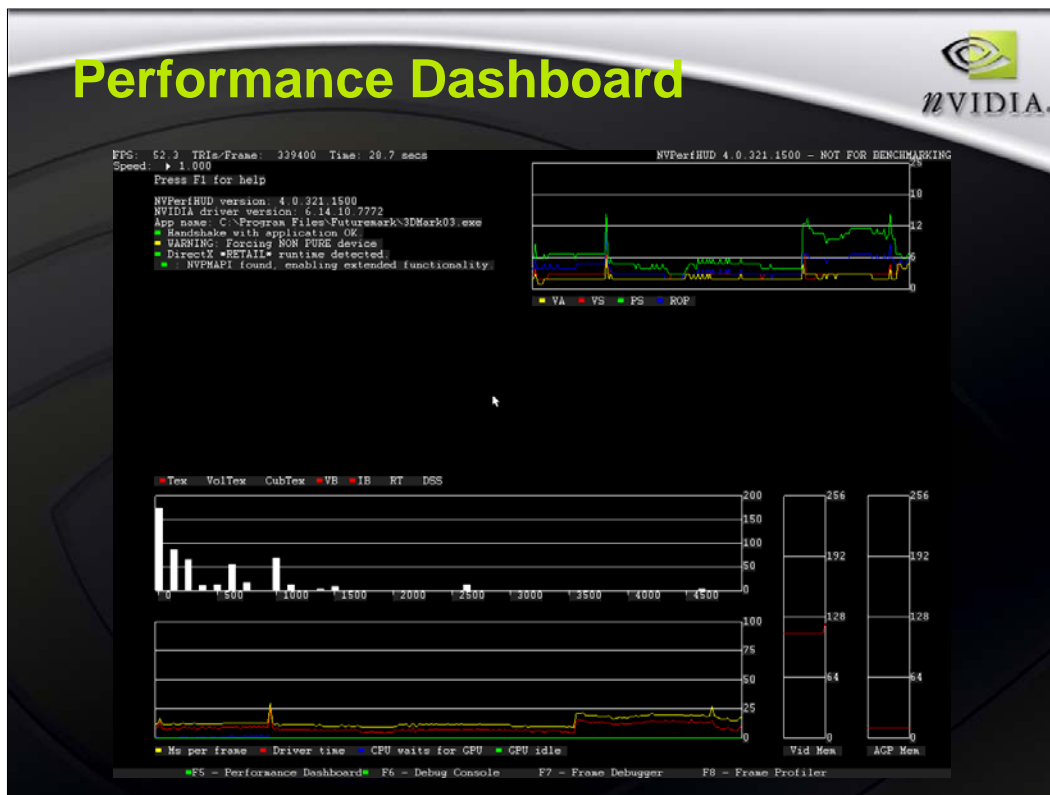 Performance Dashboard
nVIDIA.
FPS: 52.3 TRIs/Frame: 339400 Time: 20.7 secs
NVPerfHUD 4.0.321.1500 - NOT FOR BENCHMARKING
Speed: 1.000
Press F1 for help
NVPerfHUD version: 4.0.321.1500
NVIDIA driver version: 6.14.10.7772
App name: C:\Program Files\Futuremark\3DMark03.exe
Handshake with application OK.
WARNING: Forcing NON PURE device
DirectX *RETAIL* runtime detected.
: NVPMAPI found, enabling extended functionality
25
18
12
6
0
VA VS PS ROP
Tex VolTex CubTex VB IB RT DSS
200
150
100
50
0
0 500 1000 1500 2000 2500 3000 3500 4000 4500
100
75
50
25
0
Ms per frame Driver time CPU waits for GPU GPU idle
256
192
128
64
0
Vid Mem
256
192
128
64
0
AGP Mem
F5 - Performance Dashboard F6 - Debug Console F7 - Frame Debugger F8 - Frame Profiler